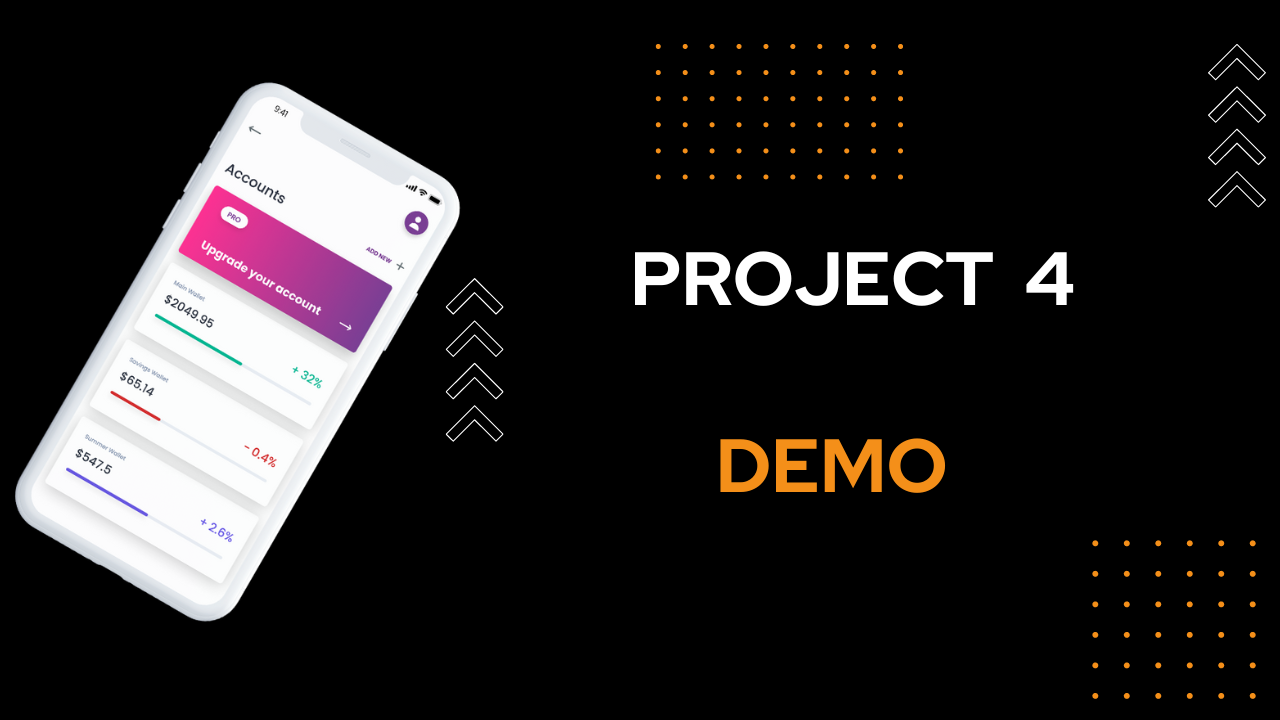 9:41
Accounts
ADD NEW
PRO
Upgrade your account
Main Wallet
$2049.95
+ 32%
Savings Wallet
$65.14
- 0.4%
Summer Wallet
$547.5
+ 2.6%
PROJECT 4
DEMO